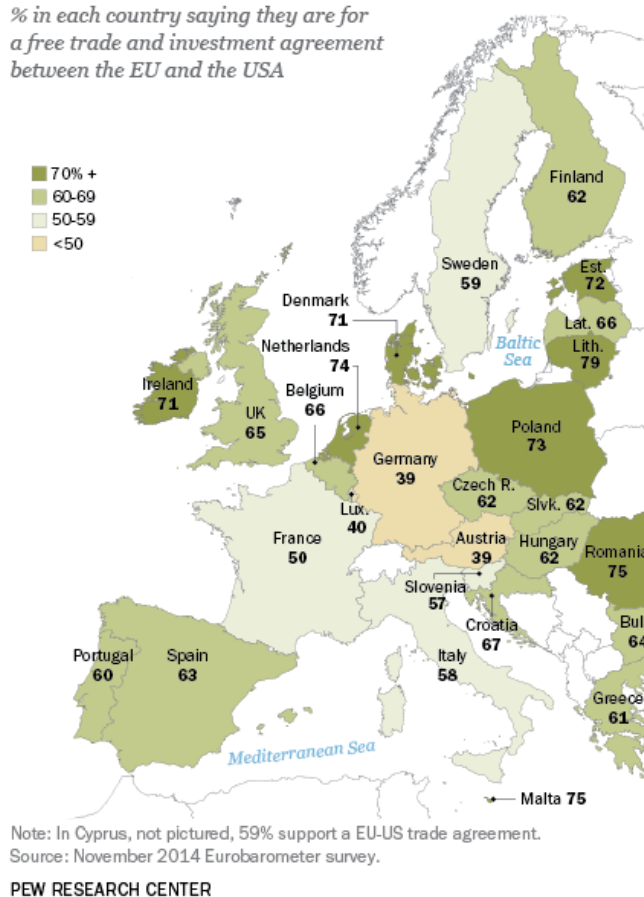 % in each country saying they are for
a free trade and investment agreement
between the EU and the USA
70% +
60-69
50-59
<50
Finland
62
Sweden
59
Est.
72
Denmark
71
Lat. 66
Netherlands
74
Baltic
Sea
Lith.
79
Ireland
71
Belgium
66
UK
65
Poland
73
Germany
39
Czech R.
62
Slvk. 62
Lux.
40
France
50
Austria
39
Hungary
62
Romania
75
Slovenia
57
Croatia
67
Bul
64
Portugal
60
Spain
63
Italy
58
Greece
61
Mediterranean Sea
Malta 75
Note: In Cyprus, not pictured, 59% support a EU-US trade agreement.
Source: November 2014 Eurobarometer survey.
PEW RESEARCH CENTER